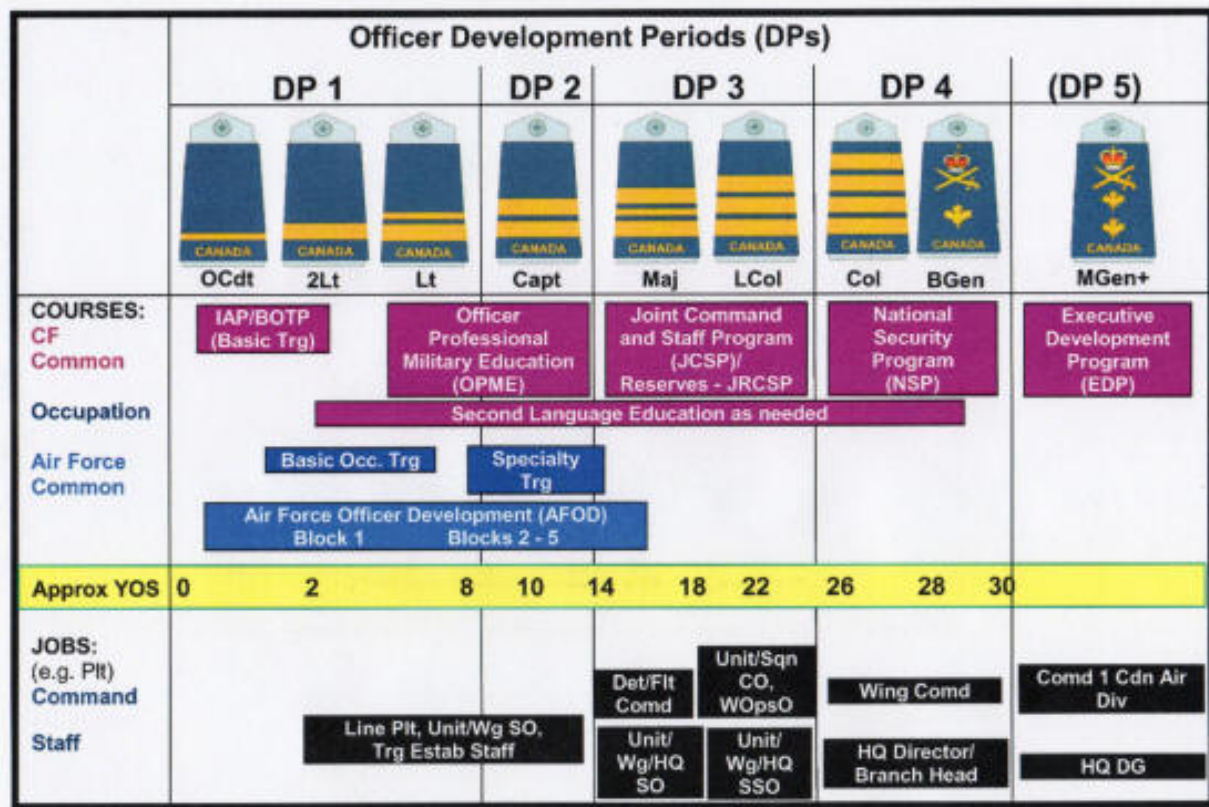 Officer Development Periods (DPs)
DP 1 DP 2 DP 3 DP 4 (DP 5)
CANADA CANADA CANADA CANADA CANADA CANADA CANADA CANADA CANADA
OCdt 2Lt Lt Capt Maj LCol Col BGen MGen+
COURSES:
CF
Common
IAP/BOTP
(Basic Trg)
Officer
Professional
Military Education
(OPME)
Joint Command
and Staff Program
(JCSP)/
Reserves - JRCSP
National
Security
Program
(NSP)
Executive
Development
Program
(EDP)
Occupation
Second Language Education as needed
Air Force
Common
Basic Occ. Trg
Specialty
Trg
Air Force Officer Development (AFOD)
Block 1 Blocks 2 - 5
Approx YOS 0 2 8 10 14 18 22 26 28 30
JOBS:
(e.g. Plt)
Command
Det/Flt
Comd
Unit/Sqn
CO,
WOpsO
Wing Comd
Comd 1 Cdn Air
Div
Staff
Line Plt, Unit/Wg SO,
Trg Estab Staff
Unit/
Wg/HQ
SO
Unit/
Wg/HQ
SSO
HQ Director/
Branch Head
HQ DG